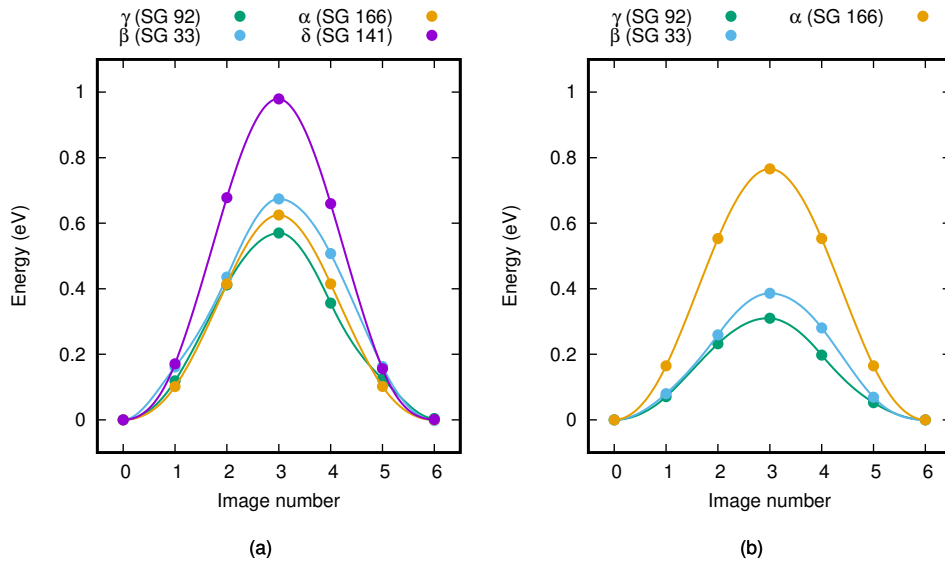 γ (SG 92) α (SG 166)
β (SG 33) δ (SG 141)
1
0.8
0.6
0.4
0.2
0
Energy (eV)
0 1 2 3 4 5 6
Image number
(a)
γ (SG 92) α (SG 166)
β (SG 33)
1
0.8
0.6
0.4
0.2
0
Energy (eV)
0 1 2 3 4 5 6
Image number
(b)